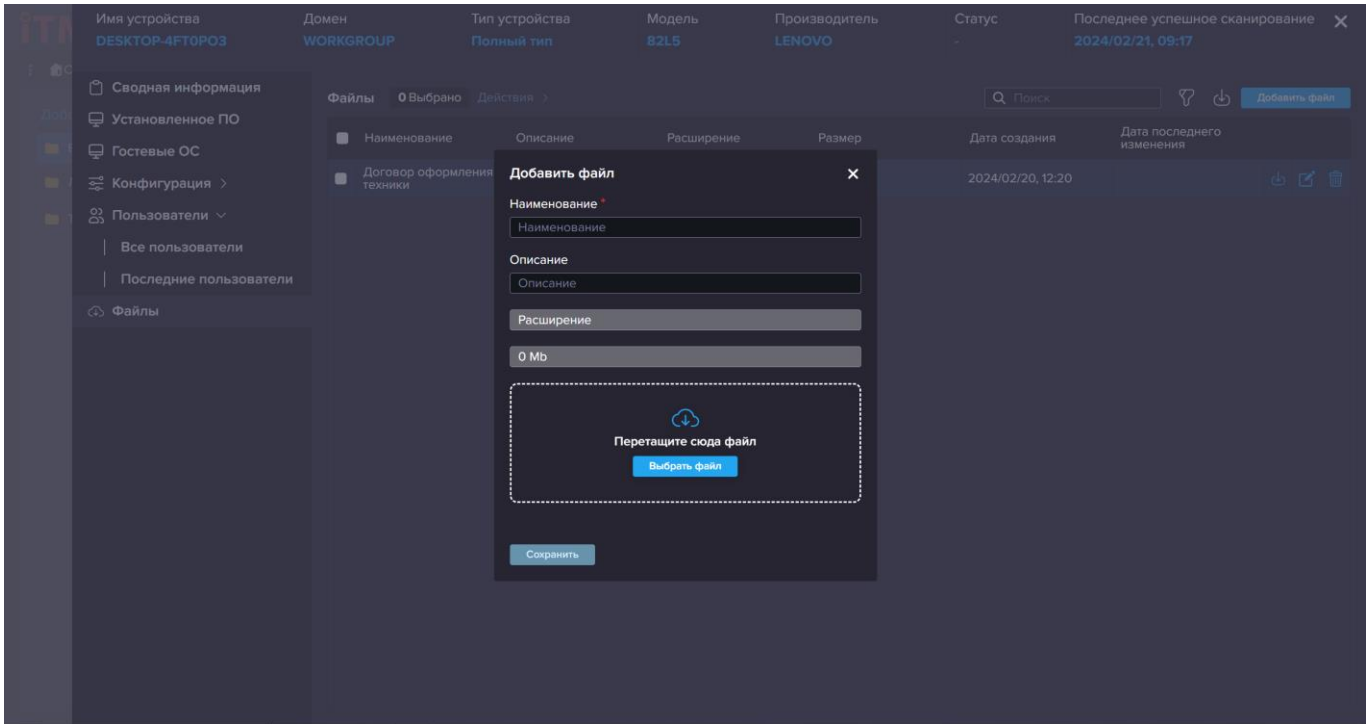 Имя устройства Домен Тип устройства Модель Производитель Статус Последнее успешное сканирование
DESKTOP-4FT0PO3 WORKGROUP Полный тип 82L5 LENOVO - 2024/02/21, 09:17
Сводная информация
Установленное ПО
Гостевые ОС
Конфигурация
Пользователи
Все пользователи
Последние пользователи
Файлы
Файлы 0 Выбрано Действия Поиск Добавить файл
Наименование Описание Расширение Размер Дата создания Дата последнего
изменения
Договор оформления
техники
2024/02/20, 12:20
Добавить файл
Наименование *
Наименование
Описание
Описание
Расширение
0 Mb
Перетащите сюда файл
Выбрать файл
Сохранить